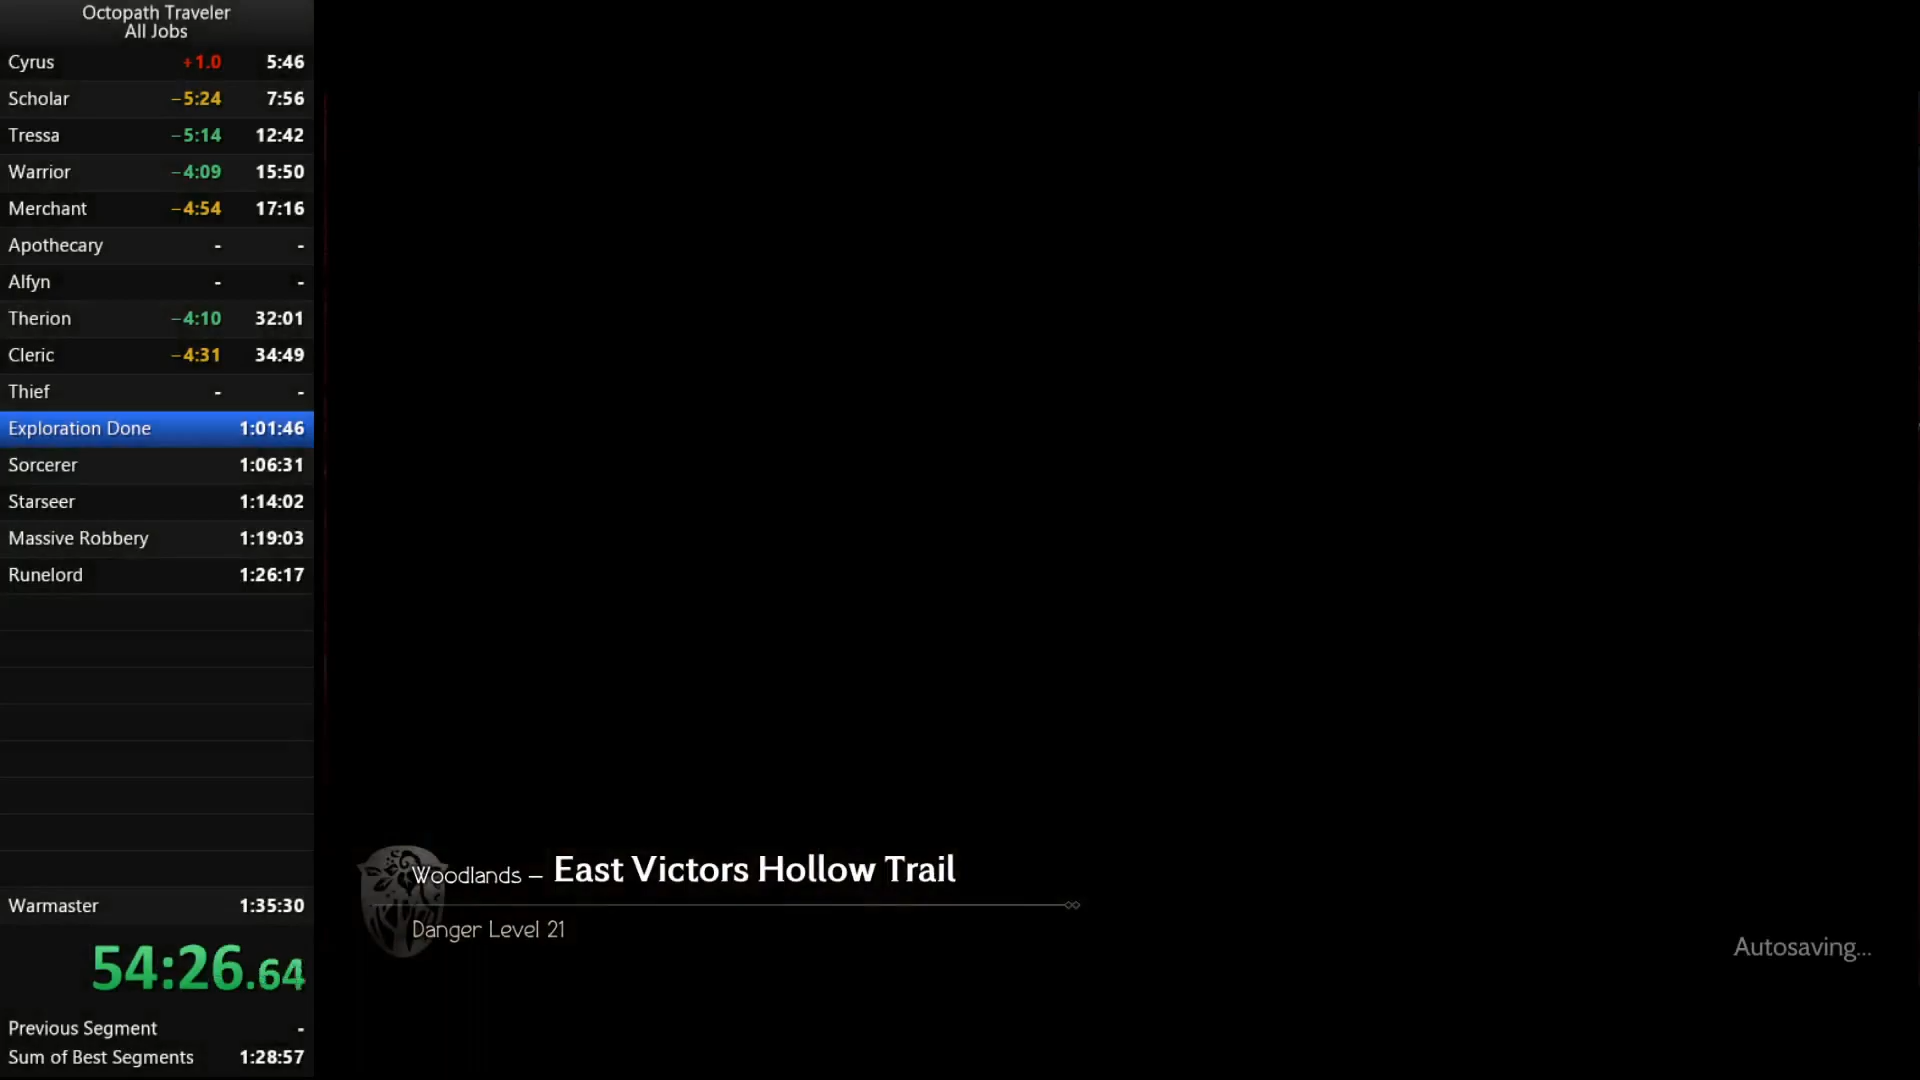 Octopath Traveler
All Jobs
Cyrus +1.0 5:46
Scholar −5:24 7:56
Tressa −5:14 12:42
Warrior −4:09 15:50
Merchant −4:54 17:16
Apothecary - -
Alfyn - -
Therion −4:10 32:01
Cleric −4:31 34:49
Thief - -
Exploration Done 1:01:46
Sorcerer 1:06:31
Starseer 1:14:02
Massive Robbery 1:19:03
Runelord 1:26:17
Warmaster 1:35:30
54:26.64
Previous Segment -
Sum of Best Segments 1:28:57
Woodlands – East Victors Hollow Trail
Danger Level 21
Autosaving...